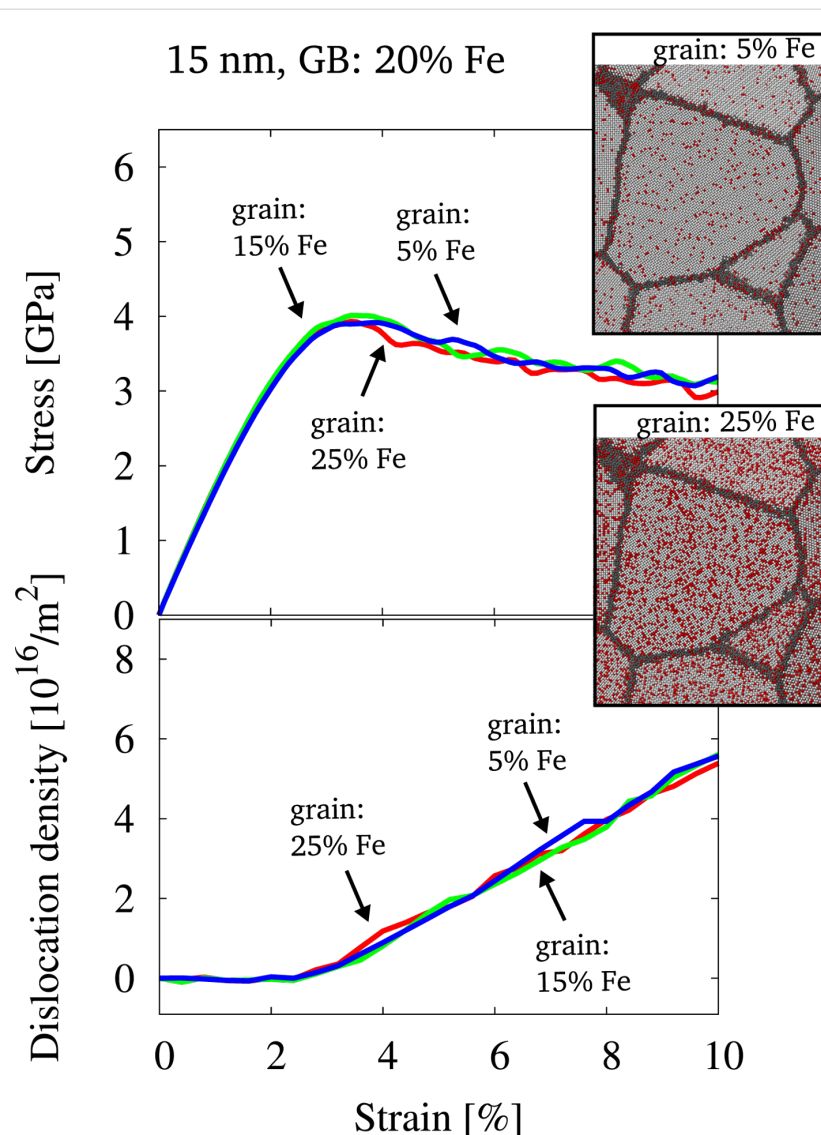 15 nm, GB: 20% Fe
grain: 5% Fe
6
5
4
3
2
1
0
Stress [GPa]
grain:
15% Fe
grain:
5% Fe
grain:
25% Fe
grain: 25% Fe
8
6
4
2
0
Dislocation density [10^16/m^2]
grain:
5% Fe
grain:
25% Fe
grain:
15% Fe
0 2 4 6 8 10
Strain [%]